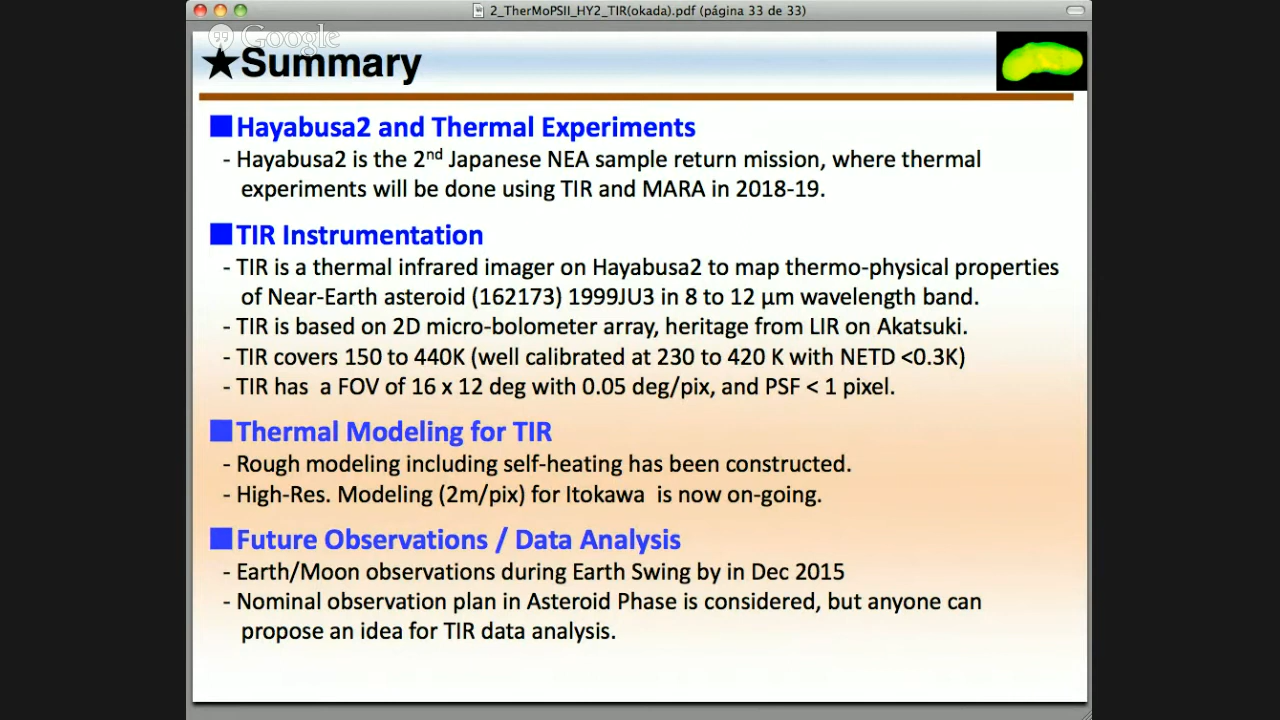 2_TherMoPSII_HY2_TIR(okada).pdf (página 33 de 33)
Google
★Summary
■Hayabusa2 and Thermal Experiments
- Hayabusa2 is the 2nd Japanese NEA sample return mission, where thermal
experiments will be done using TIR and MARA in 2018-19.
■TIR Instrumentation
- TIR is a thermal infrared imager on Hayabusa2 to map thermo-physical properties
of Near-Earth asteroid (162173) 1999JU3 in 8 to 12 μm wavelength band.
- TIR is based on 2D micro-bolometer array, heritage from LIR on Akatsuki.
- TIR covers 150 to 440K (well calibrated at 230 to 420 K with NETD <0.3K)
- TIR has a FOV of 16 x 12 deg with 0.05 deg/pix, and PSF < 1 pixel.
■Thermal Modeling for TIR
- Rough modeling including self-heating has been constructed.
- High-Res. Modeling (2m/pix) for Itokawa is now on-going.
■Future Observations / Data Analysis
- Earth/Moon observations during Earth Swing by in Dec 2015
- Nominal observation plan in Asteroid Phase is considered, but anyone can
propose an idea for TIR data analysis.